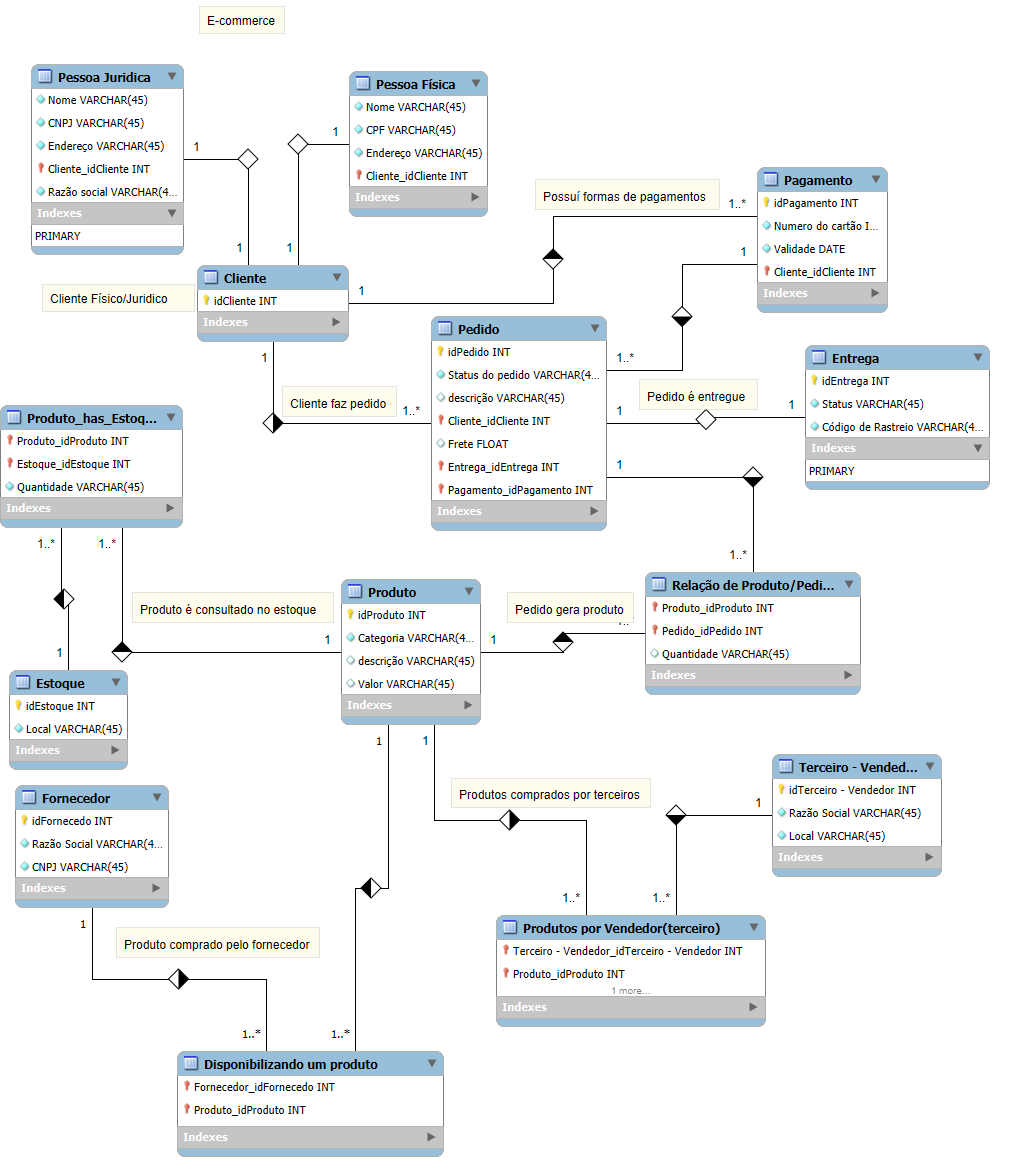 E-commerce
Pessoa Juridica
Nome VARCHAR(45)
CNPJ VARCHAR(45)
Endereço VARCHAR(45)
Cliente_idCliente INT
Razão social VARCHAR(4...
Indexes
PRIMARY
Pessoa Física
Nome VARCHAR(45)
CPF VARCHAR(45)
Endereço VARCHAR(45)
Cliente_idCliente INT
Indexes
1
1
1
1
Possuí formas de pagamentos
1..*
1
Pagamento
idPagamento INT
Numero do cartão I...
Validade DATE
Cliente_idCliente INT
Indexes
Cliente Físico/Juridico
Cliente
idCliente INT
Indexes
1
1
Cliente faz pedido
1..*
Pedido
idPedido INT
Status do pedido VARCHAR(4...
descrição VARCHAR(45)
Cliente_idCliente INT
Frete FLOAT
Entrega_idEntrega INT
Pagamento_idPagamento INT
Indexes
1..*
Pedido é entregue
1
1
1
1..*
Entrega
idEntrega INT
Status VARCHAR(45)
Código de Rastreio VARCHAR(4...
Indexes
PRIMARY
Produto_has_Estoq...
Produto_idProduto INT
Estoque_idEstoque INT
Quantidade VARCHAR(45)
Indexes
1..*
1..*
1
Produto é consultado no estoque
1
Estoque
idEstoque INT
Local VARCHAR(45)
Indexes
Produto
idProduto INT
Categoria VARCHAR(4...
descrição VARCHAR(45)
Valor VARCHAR(45)
Indexes
1
Pedido gera produto
Relação de Produto/Pedi...
Produto_idProduto INT
Pedido_idPedido INT
Quantidade VARCHAR(45)
Indexes
1
1
Produtos comprados por terceiros
1
1..*
1..*
Terceiro - Vended...
idTerceiro - Vendedor INT
Razão Social VARCHAR(45)
Local VARCHAR(45)
Indexes
Fornecedor
idFornecedo INT
Razão Social VARCHAR(4...
CNPJ VARCHAR(45)
Indexes
1
Produto comprado pelo fornecedor
1..*
1..*
Produtos por Vendedor(terceiro)
Terceiro - Vendedor_idTerceiro - Vendedor INT
Produto_idProduto INT
1 more...
Indexes
Disponibilizando um produto
Fornecedor_idFornecedo INT
Produto_idProduto INT
Indexes